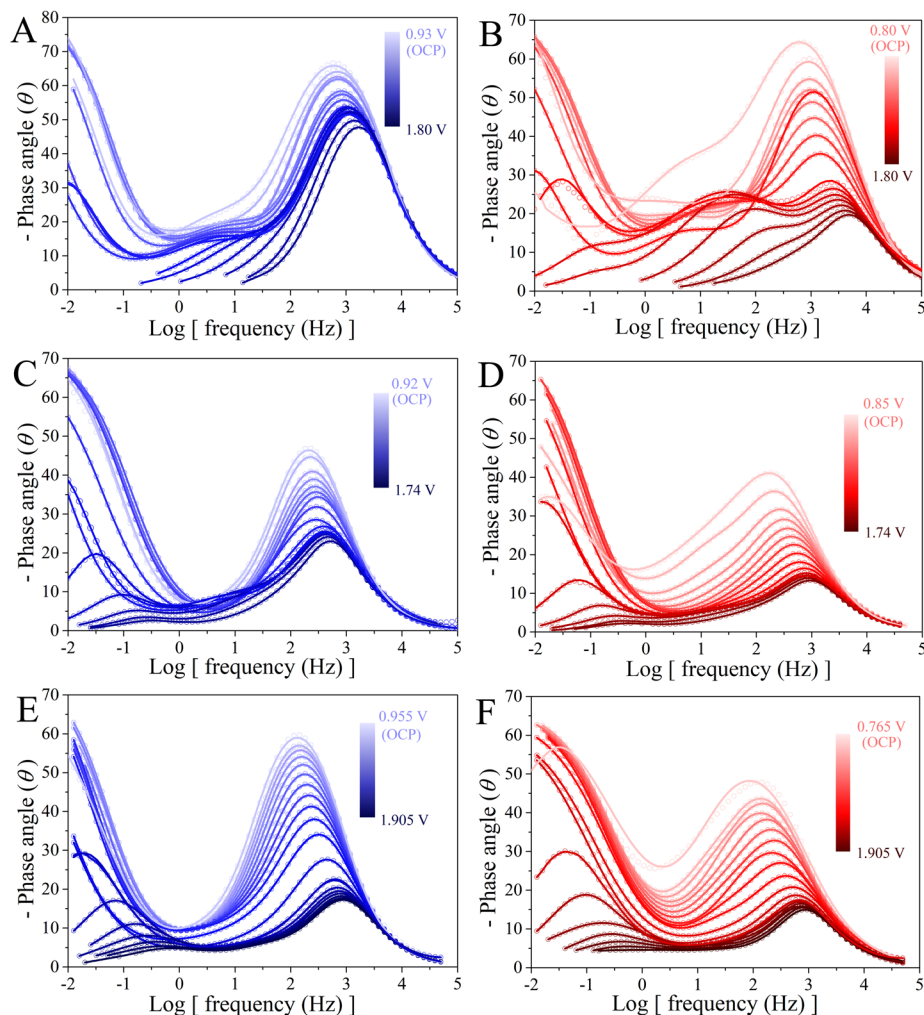 A
80
70
60
50
40
30
20
10
0
- Phase angle (θ)
-2 -1 0 1 2 3 4 5
Log [ frequency (Hz) ]
0.93 V
(OCP)
1.80 V
B
80
70
60
50
40
30
20
10
0
- Phase angle (θ)
-2 -1 0 1 2 3 4 5
Log [ frequency (Hz) ]
0.80 V
(OCP)
1.80 V
C
70
60
50
40
30
20
10
0
- Phase angle (θ)
-2 -1 0 1 2 3 4 5
Log [ frequency (Hz) ]
0.92 V
(OCP)
1.74 V
D
70
60
50
40
30
20
10
0
- Phase angle (θ)
-2 -1 0 1 2 3 4 5
Log [ frequency (Hz) ]
0.85 V
(OCP)
1.74 V
E
70
60
50
40
30
20
10
0
- Phase angle (θ)
-2 -1 0 1 2 3 4 5
Log [ frequency (Hz) ]
0.955 V
(OCP)
1.905 V
F
70
60
50
40
30
20
10
0
- Phase angle (θ)
-2 -1 0 1 2 3 4 5
Log [ frequency (Hz) ]
0.765 V
(OCP)
1.905 V